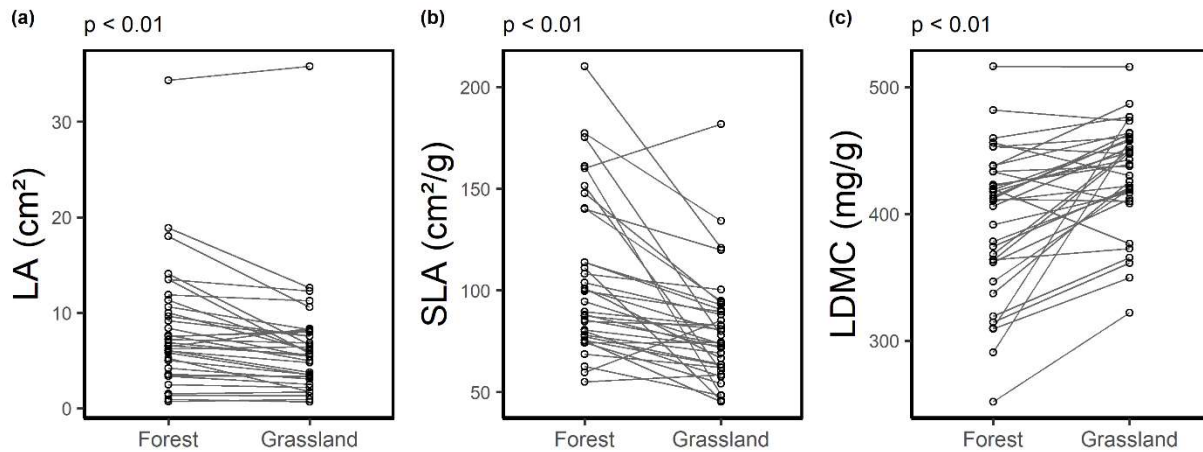 (a)
p < 0.01
LA (cm²)
30
20
10
0
Forest Grassland
(b)
p < 0.01
SLA (cm²/g)
200
150
100
50
Forest Grassland
(c)
p < 0.01
LDMC (mg/g)
500
400
300
Forest Grassland